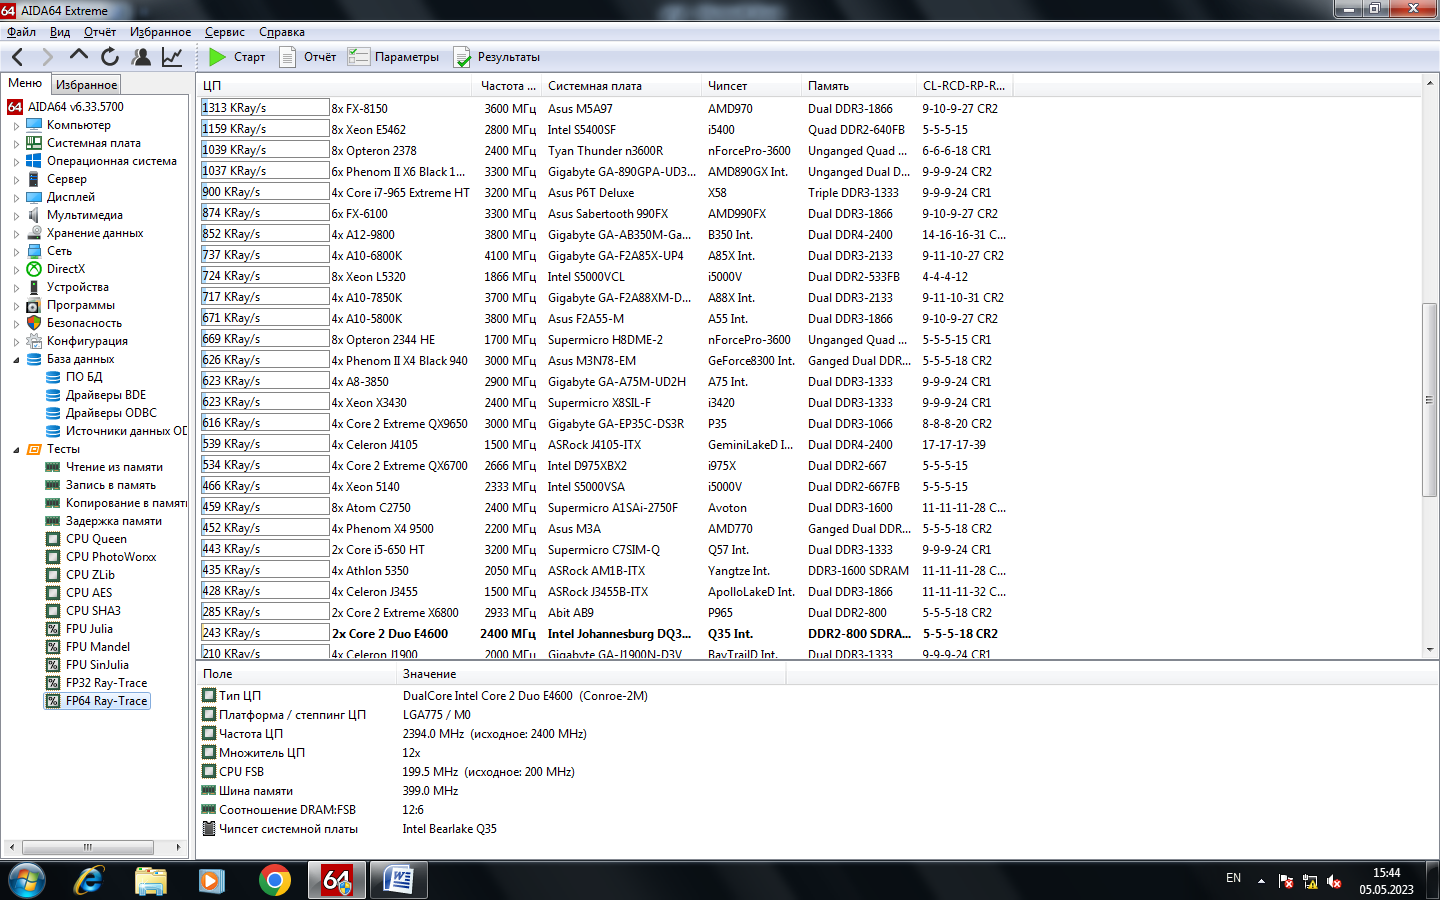 AIDA64 Extreme
Файл Вид Отчёт Избранное Сервис Справка
Старт Отчёт Параметры Результаты
Меню Избранное
AIDA64 v6.33.5700
Компьютер
Системная плата
Операционная система
Сервер
Дисплей
Мультимедиа
Хранение данных
Сеть
DirectX
Устройства
Программы
Безопасность
Конфигурация
База данных
ПО БД
Драйверы BDE
Драйверы ODBC
Источники данных OD
Тесты
Чтение из памяти
Запись в память
Копирование в памят
Задержка памяти
CPU Queen
CPU PhotoWorxx
CPU ZLib
CPU AES
CPU SHA3
FPU Julia
FPU Mandel
FPU SinJulia
FP32 Ray-Trace
FP64 Ray-Trace
ЦП Частота ... Системная плата Чипсет Память CL-RCD-RP-R...
1313 KRay/s 8x FX-8150 3600 МГц Asus M5A97 AMD970 Dual DDR3-1866 9-10-9-27 CR2
1159 KRay/s 8x Xeon E5462 2800 МГц Intel S5400SF i5400 Quad DDR2-640FB 5-5-5-15
1039 KRay/s 8x Opteron 2378 2400 МГц Tyan Thunder n3600R nForcePro-3600 Unganged Quad ... 6-6-6-18 CR1
1037 KRay/s 6x Phenom II X6 Black 1... 3300 МГц Gigabyte GA-890GPA-UD3... AMD890GX Int. Unganged Dual D... 9-9-9-24 CR2
900 KRay/s 4x Core i7-965 Extreme HT 3200 МГц Asus P6T Deluxe X58 Triple DDR3-1333 9-9-9-24 CR1
874 KRay/s 6x FX-6100 3300 МГц Asus Sabertooth 990FX AMD990FX Dual DDR3-1866 9-10-9-27 CR2
852 KRay/s 4x A12-9800 3800 МГц Gigabyte GA-AB350M-Ga... B350 Int. Dual DDR4-2400 14-16-16-31 C...
737 KRay/s 4x A10-6800K 4100 МГц Gigabyte GA-F2A85X-UP4 A85X Int. Dual DDR3-2133 9-11-10-27 CR2
724 KRay/s 8x Xeon L5320 1866 МГц Intel S5000VCL i5000V Dual DDR2-533FB 4-4-4-12
717 KRay/s 4x A10-7850K 3700 МГц Gigabyte GA-F2A88XM-D... A88X Int. Dual DDR3-2133 9-11-10-31 CR2
671 KRay/s 4x A10-5800K 3800 МГц Asus F2A55-M A55 Int. Dual DDR3-1866 9-10-9-27 CR2
669 KRay/s 8x Opteron 2344 HE 1700 МГц Supermicro H8DME-2 nForcePro-3600 Unganged Quad ... 5-5-5-15 CR1
626 KRay/s 4x Phenom II X4 Black 940 3000 МГц Asus M3N78-EM GeForce8300 Int. Ganged Dual DDR... 5-5-5-18 CR2
623 KRay/s 4x A8-3850 2900 МГц Gigabyte GA-A75M-UD2H A75 Int. Dual DDR3-1333 9-9-9-24 CR1
623 KRay/s 4x Xeon X3430 2400 МГц Supermicro X8SIL-F i3420 Dual DDR3-1333 9-9-9-24 CR1
616 KRay/s 4x Core 2 Extreme QX9650 3000 МГц Gigabyte GA-EP35C-DS3R P35 Dual DDR3-1066 8-8-8-20 CR2
539 KRay/s 4x Celeron J4105 1500 МГц ASRock J4105-ITX GeminiLakeD I... Dual DDR4-2400 17-17-17-39
534 KRay/s 4x Core 2 Extreme QX6700 2666 МГц Intel D975XBX2 i975X Dual DDR2-667 5-5-5-15
466 KRay/s 4x Xeon 5140 2333 МГц Intel S5000VSA i5000V Dual DDR2-667FB 5-5-5-15
459 KRay/s 8x Atom C2750 2400 МГц Supermicro A1SAi-2750F Avoton Dual DDR3-1600 11-11-11-28 C...
452 KRay/s 4x Phenom X4 9500 2200 МГц Asus M3A AMD770 Ganged Dual DDR... 5-5-5-18 CR2
443 KRay/s 2x Core i5-650 HT 3200 МГц Supermicro C7SIM-Q Q57 Int. Dual DDR3-1333 9-9-9-24 CR1
435 KRay/s 4x Athlon 5350 2050 МГц ASRock AM1B-ITX Yangtze Int. DDR3-1600 SDRAM 11-11-11-28 C...
428 KRay/s 4x Celeron J3455 1500 МГц ASRock J3455B-ITX ApolloLakeD Int. Dual DDR3-1866 11-11-11-32 C...
285 KRay/s 2x Core 2 Extreme X6800 2933 МГц Abit AB9 P965 Dual DDR2-800 5-5-5-18 CR2
243 KRay/s 2x Core 2 Duo E4600 2400 МГц Intel Johannesburg DQ3... Q35 Int. DDR2-800 SDRA... 5-5-5-18 CR2
210 KRay/s 4x Celeron J1900 2000 МГц Gigabyte GA-J1900N-D3V BayTrailD Int. Dual DDR3-1333 9-9-9-24 CR1
Поле Значение
Тип ЦП DualCore Intel Core 2 Duo E4600 (Conroe-2M)
Платформа / степпинг ЦП LGA775 / M0
Частота ЦП 2394.0 MHz (исходное: 2400 MHz)
Множитель ЦП 12x
CPU FSB 199.5 MHz (исходное: 200 MHz)
Шина памяти 399.0 MHz
Соотношение DRAM:FSB 12:6
Чипсет системной платы Intel Bearlake Q35
64
EN
15:44
05.05.2023